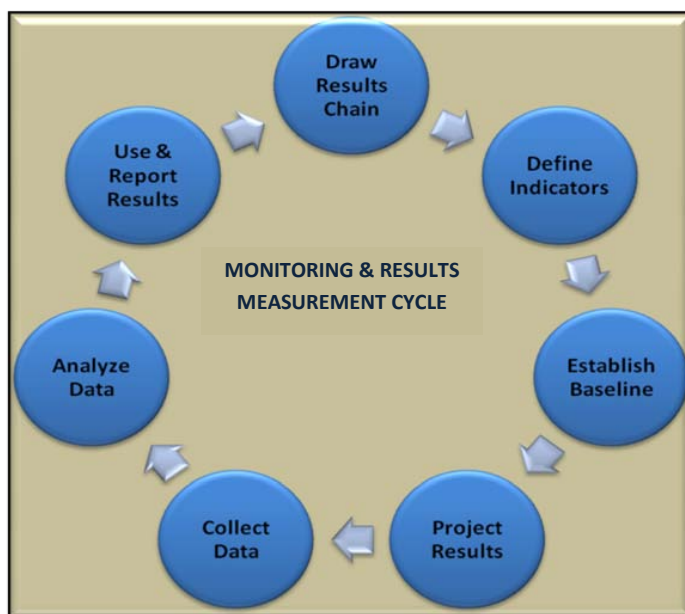 Draw
Results
Chain
Define
Indicators
Establish
Baseline
Project
Results
Collect
Data
Analyze
Data
Use &
Report
Results
MONITORING & RESULTS
MEASUREMENT CYCLE